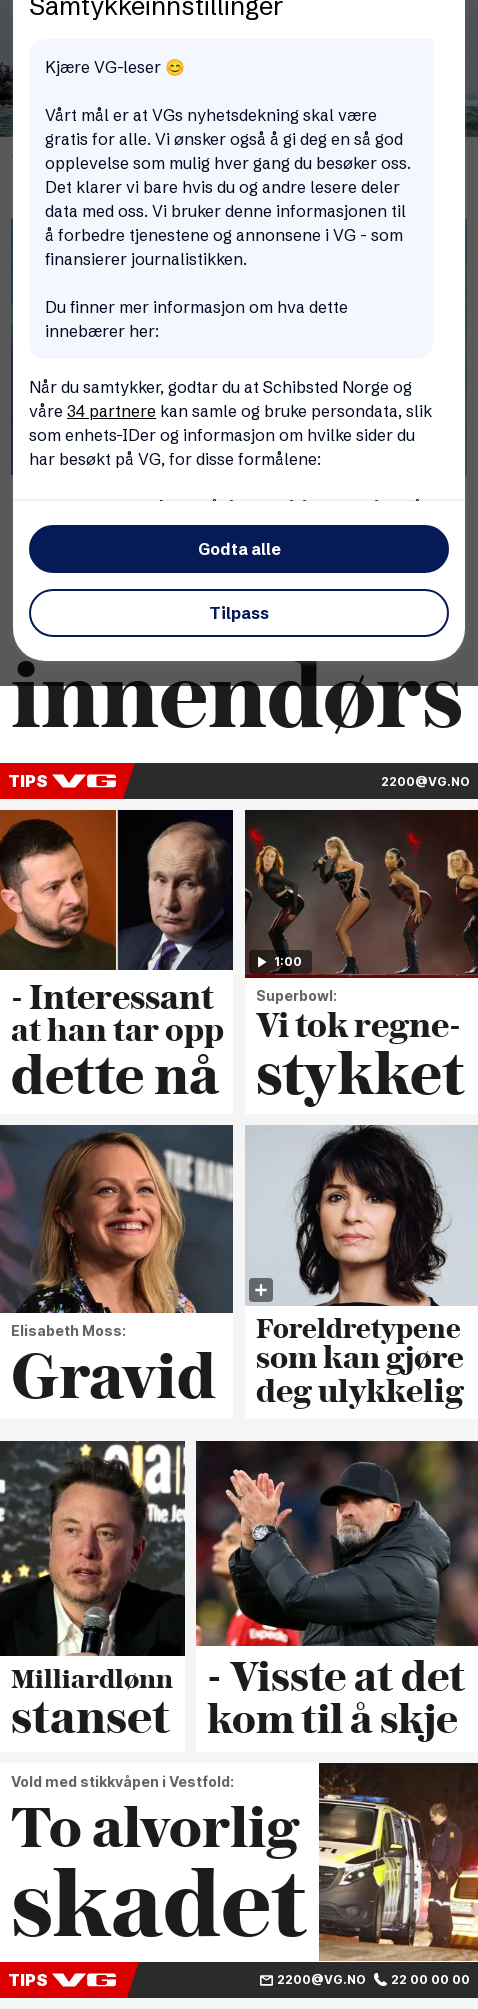 Samtykkeinnstillinger
Kjære VG-leser 😊
Vårt mål er at VGs nyhetsdekning skal være
gratis for alle. Vi ønsker også å gi deg en så god
opplevelse som mulig hver gang du besøker oss.
Det klarer vi bare hvis du og andre lesere deler
data med oss. Vi bruker denne informasjonen til
å forbedre tjenestene og annonsene i VG - som
finansierer journalistikken.
Du finner mer informasjon om hva dette
innebærer her:
Når du samtykker, godtar du at Schibsted Norge og
våre 34 partnere kan samle og bruke persondata, slik
som enhets-IDer og informasjon om hvilke sider du
har besøkt på VG, for disse formålene:
Godta alle
Tilpass
innendørs
TIPS VG
2200@VG.NO
- Interessant
at han tar opp
dette nå
1:00
Superbowl:
Vi tok regne-
stykket
THE HAND
Elisabeth Moss:
Gravid
Foreldretypene
som kan gjøre
deg ulykkelig
The Je
Milliardlønn
stanset
Expedia
- Visste at det
kom til å skje
Vold med stikkvåpen i Vestfold:
To alvorlig
skadet
TIPS VG
2200@VG.NO
22 00 00 00